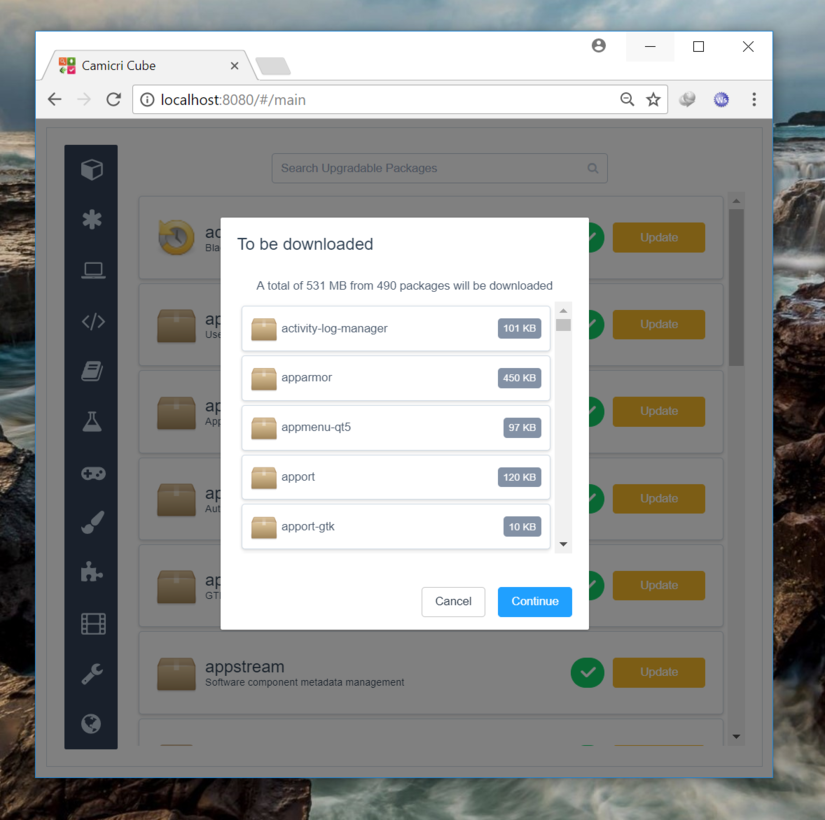 Camicri Cube
localhost:8080/#/main
Search Upgradable Packages
ac
Bla
Update
To be downloaded
A total of 531 MB from 490 packages will be downloaded
activity-log-manager 101 KB
ap
Use
Update
apparmor 450 KB
ap
App
Update
appmenu-qt5 97 KB
apport 120 KB
ap
Aut
Update
apport-gtk 10 KB
ap
GTI
Update
Cancel Continue
appstream
Software component metadata management
Update